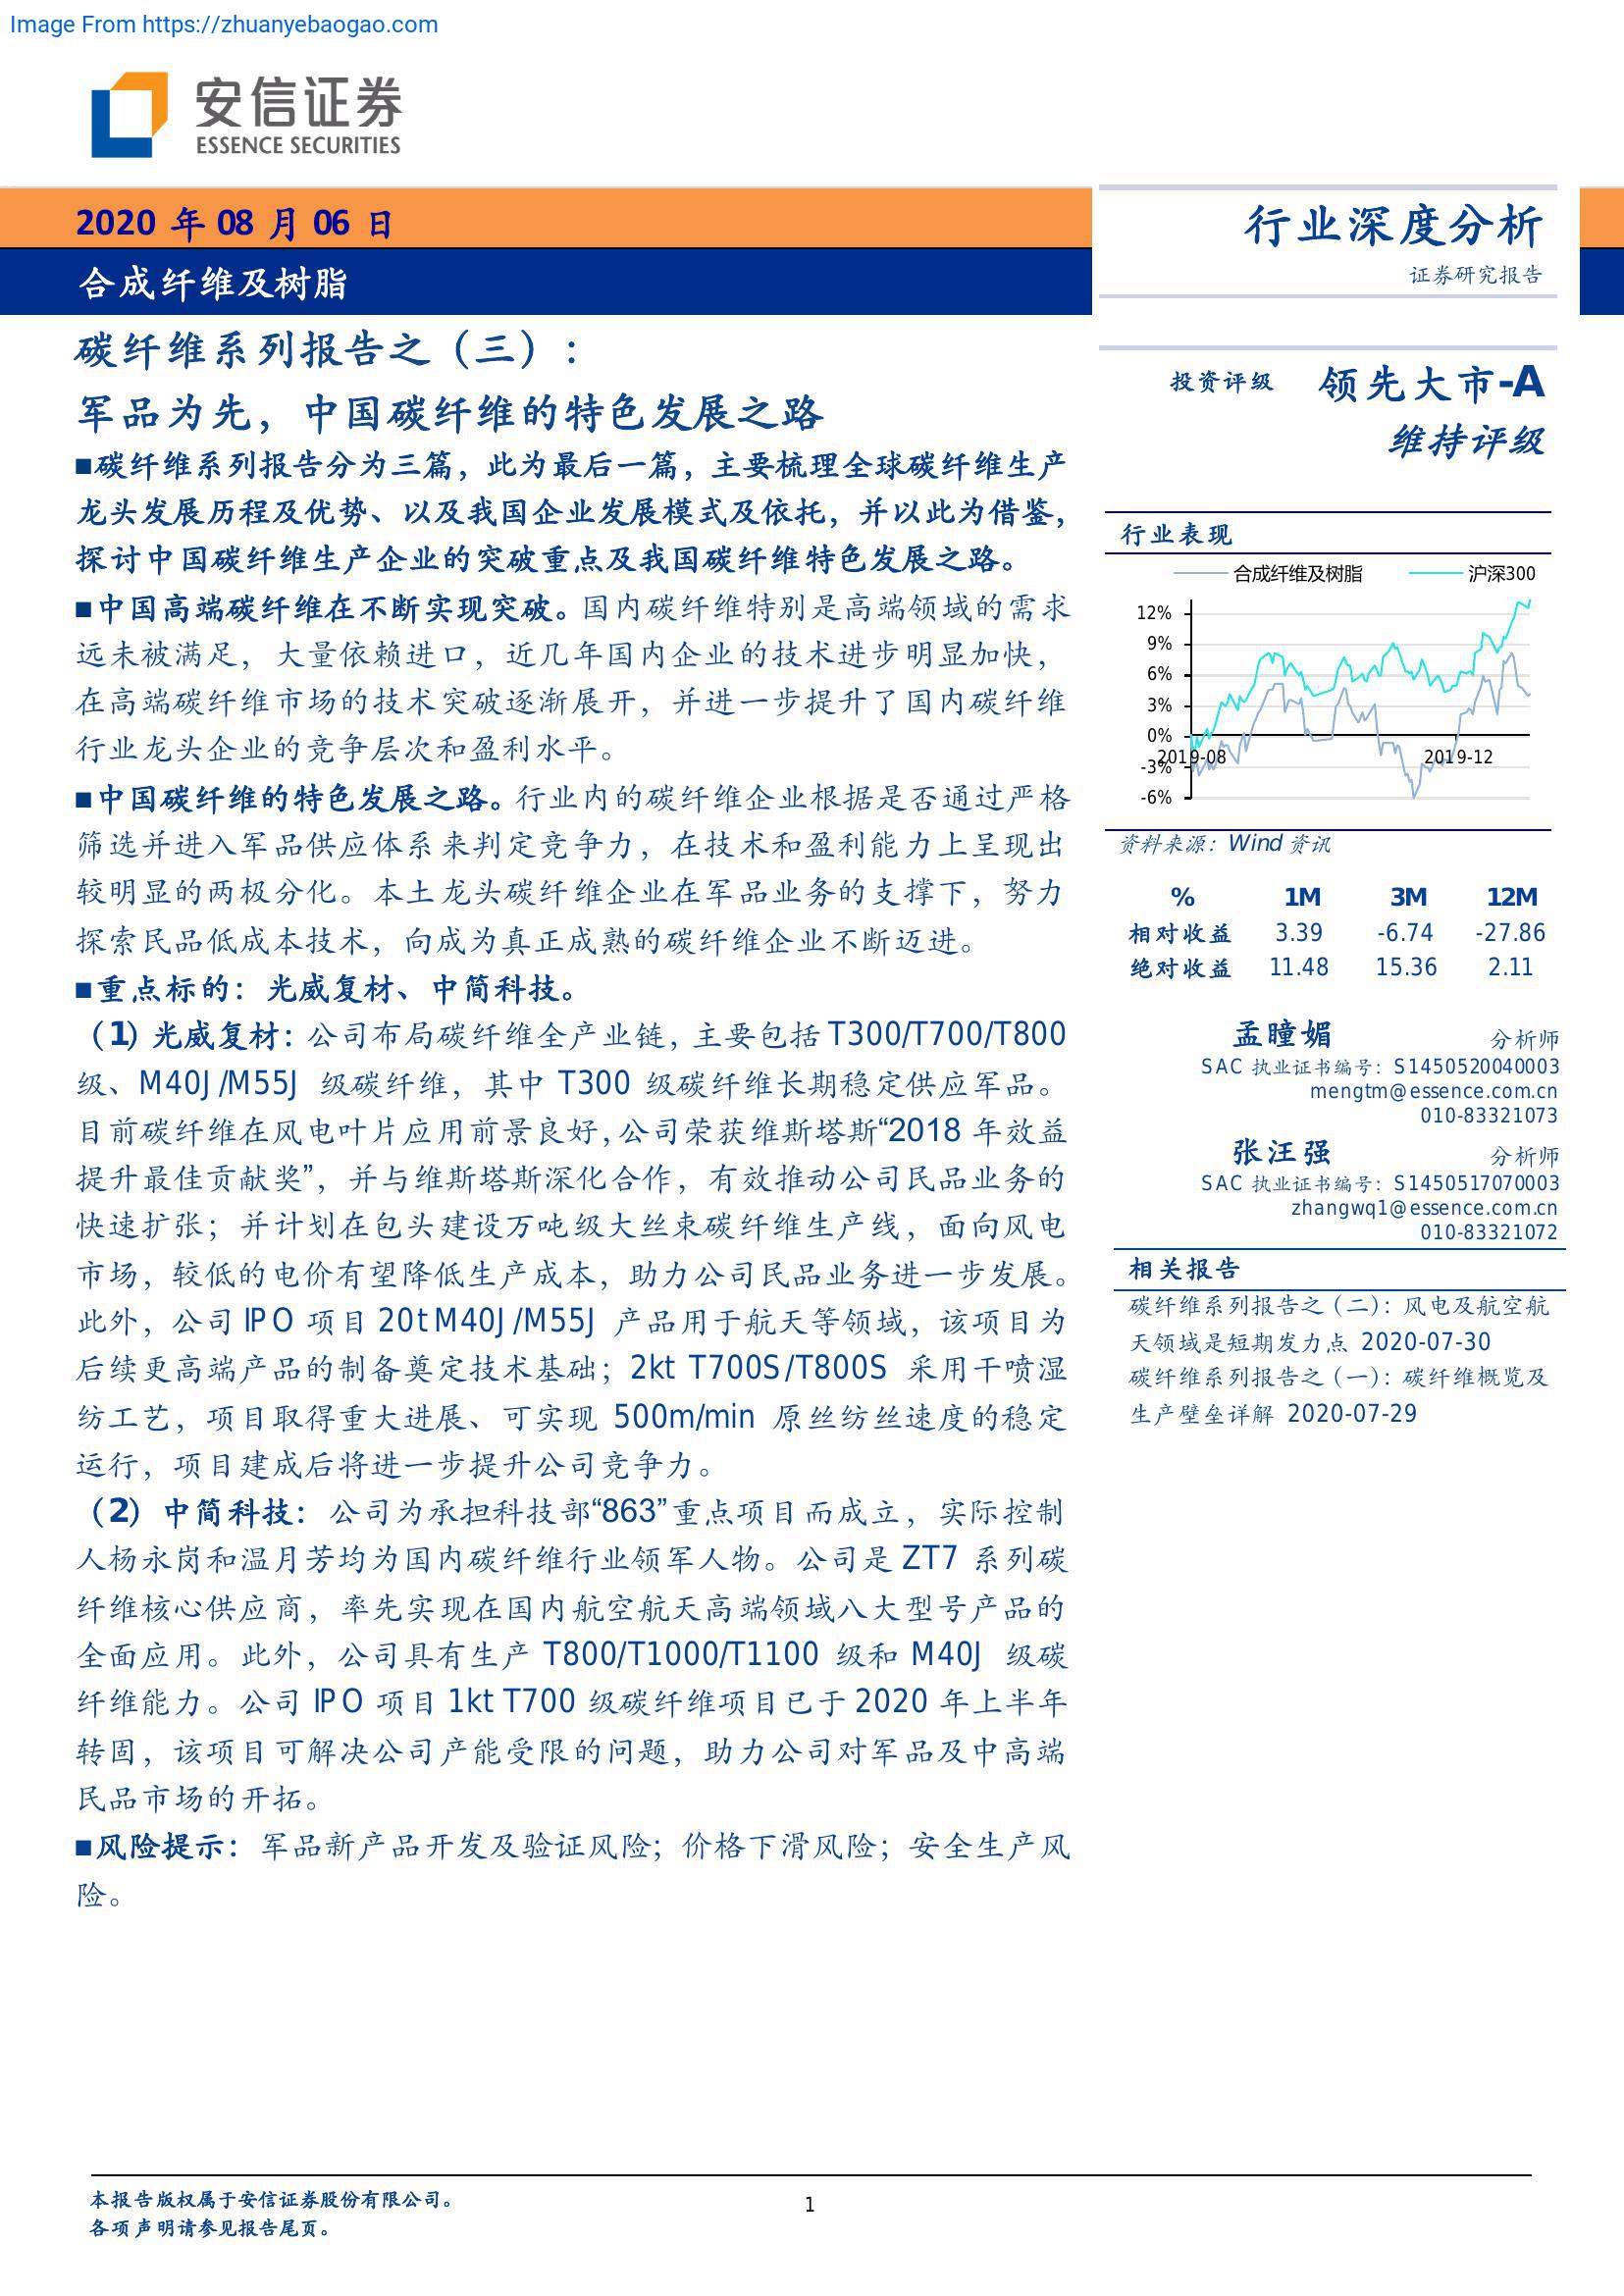 Image From https://zhuanyebaogao.com
安信证券
ESSENCE SECURITIES
2020 年 08 月 06 日
合成纤维及树脂
行业深度分析
证券研究报告
碳纤维系列报告之（三）：
军品为先，中国碳纤维的特色发展之路
■碳纤维系列报告分为三篇，此为最后一篇，主要梳理全球碳纤维生产
龙头发展历程及优势、以及我国企业发展模式及依托，并以此为借鉴，
探讨中国碳纤维生产企业的突破重点及我国碳纤维特色发展之路。
■中国高端碳纤维在不断实现突破。国内碳纤维特别是高端领域的需求
远未被满足，大量依赖进口，近几年国内企业的技术进步明显加快，
在高端碳纤维市场的技术突破逐渐展开，并进一步提升了国内碳纤维
行业龙头企业的竞争层次和盈利水平。
■中国碳纤维的特色发展之路。行业内的碳纤维企业根据是否通过严格
筛选并进入军品供应体系来判定竞争力，在技术和盈利能力上呈现出
较明显的两极分化。本土龙头碳纤维企业在军品业务的支撑下，努力
探索民品低成本技术，向成为真正成熟的碳纤维企业不断迈进。
■重点标的：光威复材、中简科技。
（1）光威复材：公司布局碳纤维全产业链，主要包括 T300/T700/T800
级、M40J/M55J 级碳纤维，其中 T300 级碳纤维长期稳定供应军品。
目前碳纤维在风电叶片应用前景良好，公司荣获维斯塔斯“2018 年效益
提升最佳贡献奖”，并与维斯塔斯深化合作，有效推动公司民品业务的
快速扩张；并计划在包头建设万吨级大丝束碳纤维生产线，面向风电
市场，较低的电价有望降低生产成本，助力公司民品业务进一步发展。
此外，公司 IPO 项目 20t M40J/M55J 产品用于航天等领域，该项目为
后续更高端产品的制备奠定技术基础；2kt T700S/T800S 采用干喷湿
纺工艺，项目取得重大进展、可实现 500m/min 原丝纺丝速度的稳定
运行，项目建成后将进一步提升公司竞争力。
（2）中简科技：公司为承担科技部“863”重点项目而成立，实际控制
人杨永岗和温月芳均为国内碳纤维行业领军人物。公司是 ZT7 系列碳
纤维核心供应商，率先实现在国内航空航天高端领域八大型号产品的
全面应用。此外，公司具有生产 T800/T1000/T1100 级和 M40J 级碳
纤维能力。公司 IPO 项目 1kt T700 级碳纤维项目已于 2020 年上半年
转固，该项目可解决公司产能受限的问题，助力公司对军品及中高端
民品市场的开拓。
■风险提示：军品新产品开发及验证风险；价格下滑风险；安全生产风
险。
投资评级 领先大市-A
维持评级
行业表现
合成纤维及树脂 沪深300
12%
9%
6%
3%
0%
-3%
-6%
2019-08 2019-12
资料来源：Wind 资讯
% 1M 3M 12M
相对收益 3.39 -6.74 -27.86
绝对收益 11.48 15.36 2.11
孟瞳媚 分析师
SAC 执业证书编号：S1450520040003
mengtm@essence.com.cn
010-83321073
张汪强 分析师
SAC 执业证书编号：S1450517070003
zhangwq1@essence.com.cn
010-83321072
相关报告
碳纤维系列报告之（二）：风电及航空航
天领域是短期发力点 2020-07-30
碳纤维系列报告之（一）：碳纤维概览及
生产壁垒详解 2020-07-29
本报告版权属于安信证券股份有限公司。
各项声明请参见报告尾页。
1